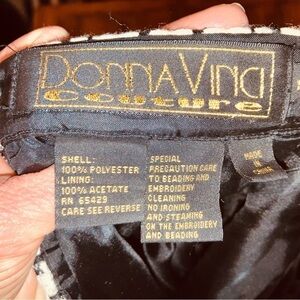 DONNA VINCI
Couture
SHELL:
100% POLYESTER
LINING:
100% ACETATE
RN 65429
CARE SEE REVERSE
SPECIAL
PRECAUTION CARE
TO BEADING AND
EMBROIDERY
CLEANING
NO IRONING
AND STEAMING
ON THE EMBROIDERY
AND BEADING
MADE
IN
CHINA